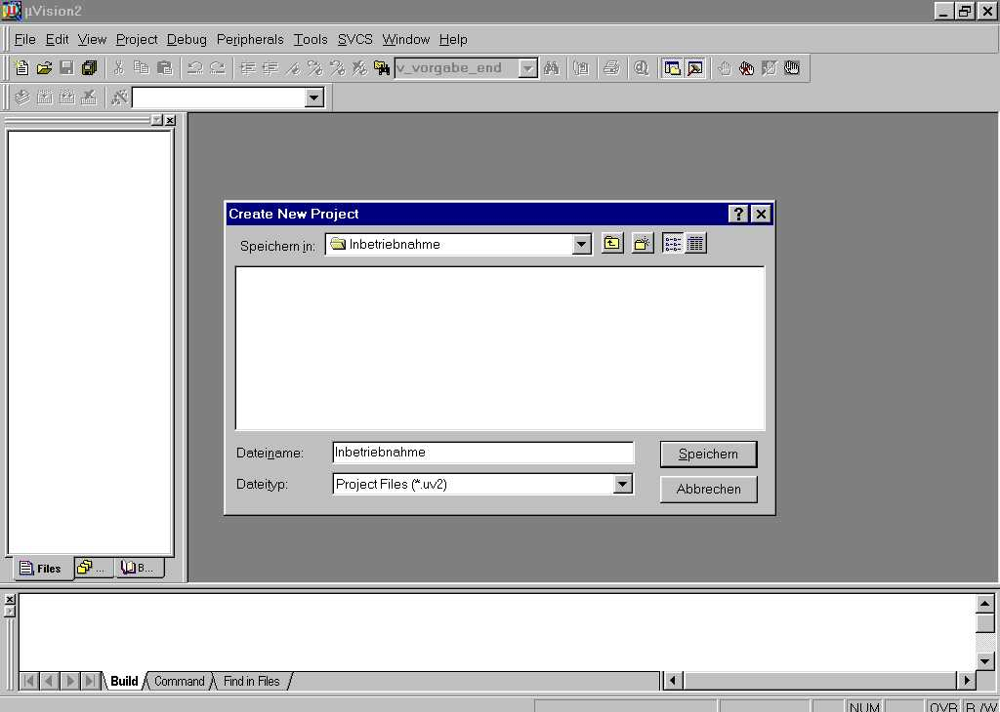 µVision2
File Edit View Project Debug Peripherals Tools SVCS Window Help
v_vorgabe_end
Create New Project
Speichern in: Inbetriebnahme
Dateiname: Inbetriebnahme
Speichern
Dateityp: Project Files (*.uv2)
Abbrechen
Files ... B...
Build Command Find in Files
NUM OVR R/W